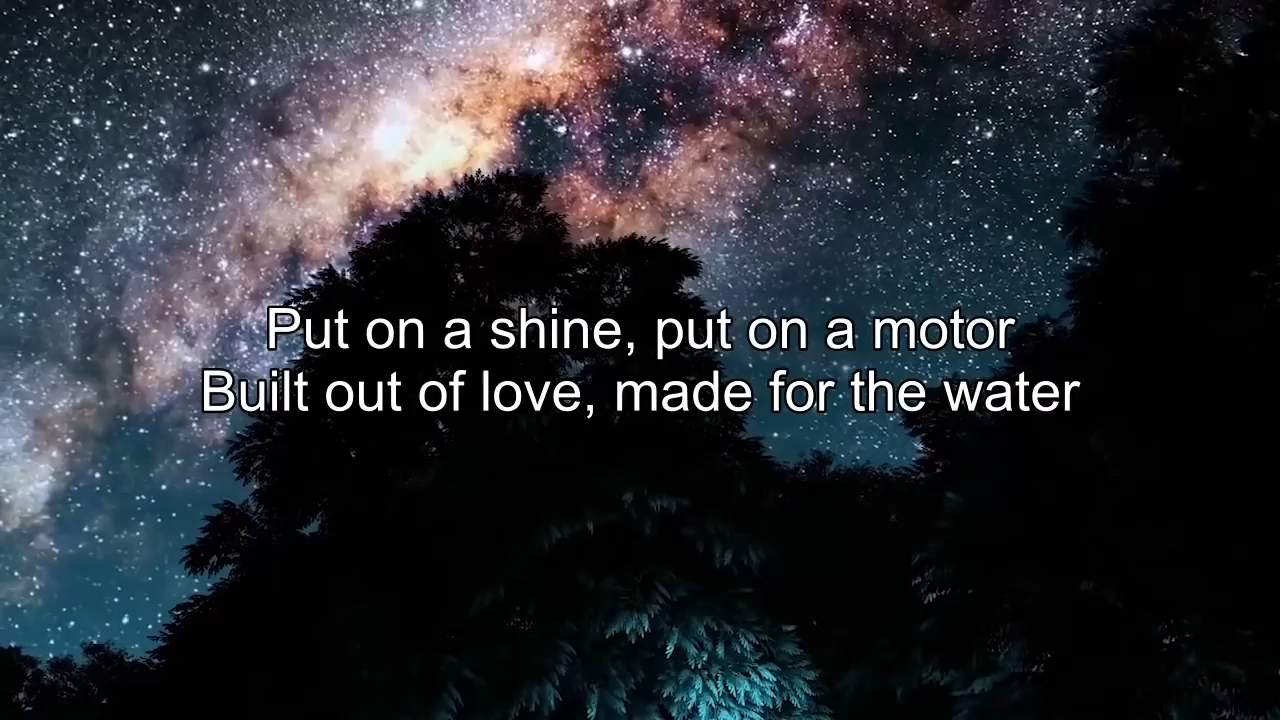 Put on a shine, put on a motor
Built out of love, made for the water